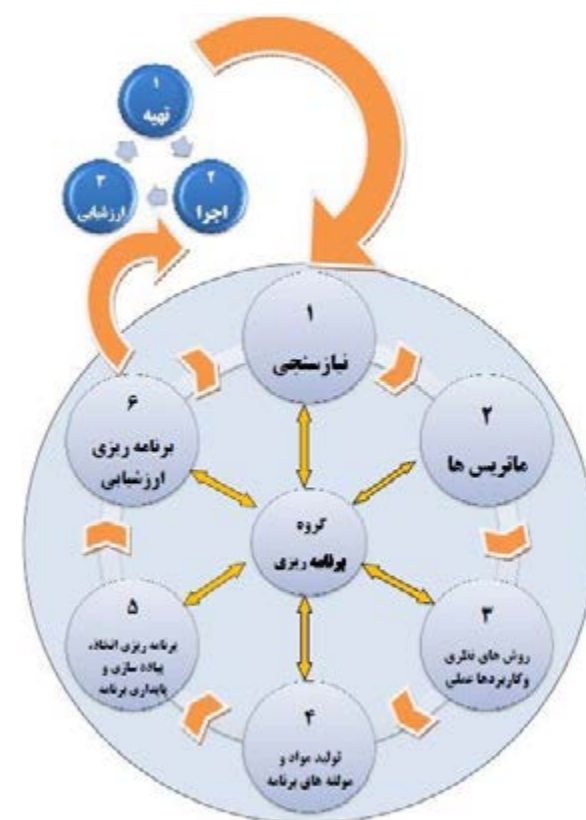 ۱
تهیه
۲
اجرا
۳
ارزشیابی
۱
نیازسنجی
۲
ماتریس ها
۳
روش های نظری
وکاربردها عملی
۴
تولید مواد و
مولفه های برنامه
۵
برنامه ریزی اتخاذ،
پیاده سازی و
پایداری برنامه
۶
برنامه ریزی
ارزشیابی
گروه
برنامه ریزی